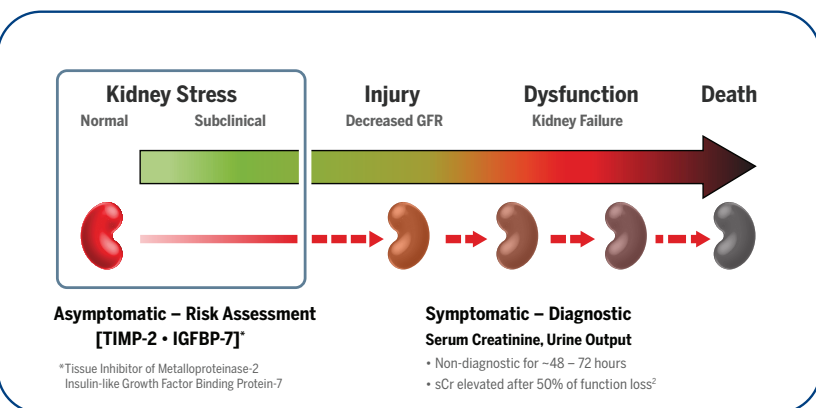 Kidney Stress
Injury
Dysfunction
Death
Normal
Subclinical
Decreased GFR
Kidney Failure
Asymptomatic – Risk Assessment
[TIMP-2 • IGFBP-7]*
*Tissue Inhibitor of Metalloproteinase-2
Insulin-like Growth Factor Binding Protein-7
Symptomatic – Diagnostic
Serum Creatinine, Urine Output
• Non-diagnostic for ~48 – 72 hours
• sCr elevated after 50% of function loss²